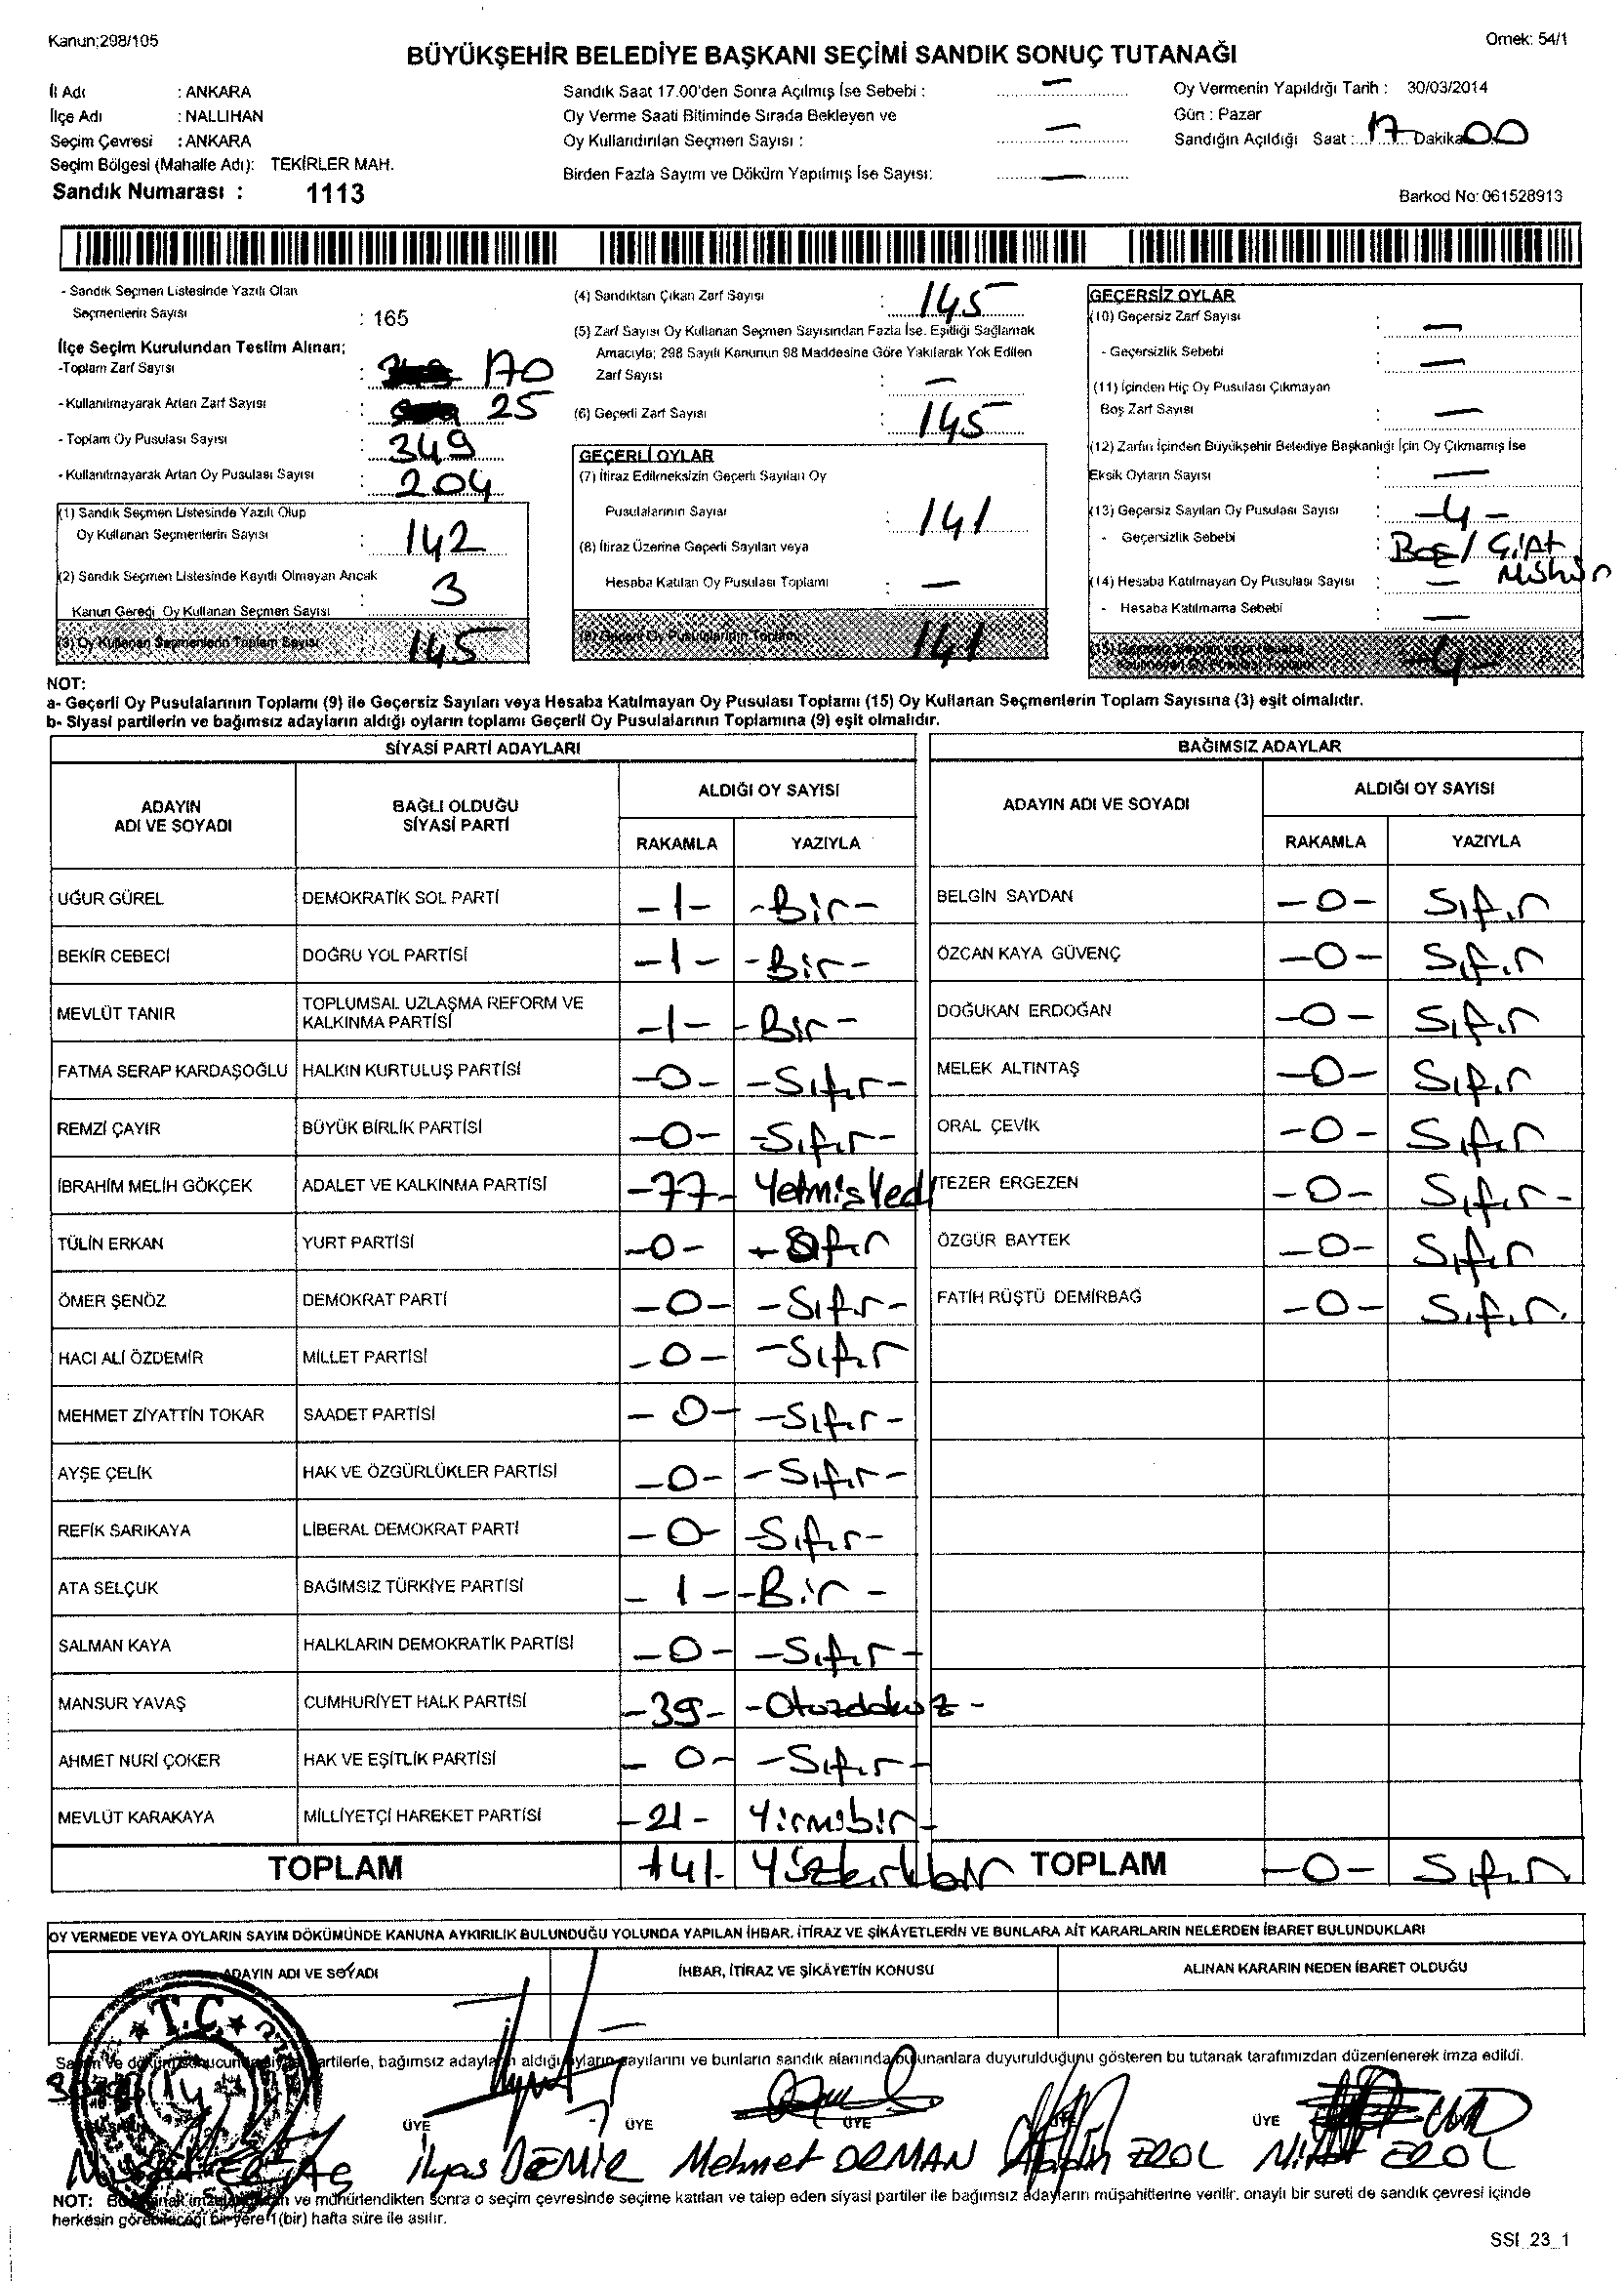 Kanun:298/105
Örnek: 54/1
BÜYÜKŞEHİR BELEDİYE BAŞKANI SEÇİMİ SANDIK SONUÇ TUTANAĞI
İl Adı : ANKARA
İlçe Adı : NALLIHAN
Seçim Çevresi : ANKARA
Seçim Bölgesi (Mahalle Adı): TEKİRLER MAH.
Sandık Numarası : 1113
Sandık Saat 17.00'den Sonra Açılmış İse Sebebi : –
Oy Verme Saati Bitiminde Sırada Bekleyen ve
Oy Kullandırılan Seçmen Sayısı : –
Birden Fazla Sayım ve Döküm Yapılmış İse Sayısı: –
Oy Vermenin Yapıldığı Tarih : 30/03/2014
Gün : Pazar
Sandığın Açıldığı Saat : 17 Dakika 00
Barkod No: 061528913
- Sandık Seçmen Listesinde Yazılı Olan
Seçmenlerin Sayısı : 165
İlçe Seçim Kurulundan Teslim Alınan;
-Toplam Zarf Sayısı : 170
- Kullanılmayarak Artan Zarf Sayısı : 25
- Toplam Oy Pusulası Sayısı : 349
- Kullanılmayarak Artan Oy Pusulası Sayısı : 204
(1) Sandık Seçmen Listesinde Yazılı Olup
Oy Kullanan Seçmenlerin Sayısı : 142
(2) Sandık Seçmen Listesinde Kayıtlı Olmayan Ancak
Kanun Gereği Oy Kullanan Seçmen Sayısı : 3
(3) Oy Kullanan Seçmenlerin Toplam Sayısı 145
(4) Sandıktan Çıkan Zarf Sayısı : 145
(5) Zarf Sayısı Oy Kullanan Seçmen Sayısından Fazla İse. Eşitliği Sağlamak
Amacıyla; 298 Sayılı Kanunun 98 Maddesine Göre Yakılarak Yok Edilen
Zarf Sayısı : –
(6) Geçerli Zarf Sayısı : 145
GEÇERLİ OYLAR
(7) İtiraz Edilmeksizin Geçerli Sayılan Oy
Pusulalarının Sayısı : 141
(8) İtiraz Üzerine Geçerli Sayılan veya
Hesaba Katılan Oy Pusulası Toplamı : –
(9) Geçerli Oy Pusulalarının Toplamı 141
GEÇERSİZ OYLAR
(10) Geçersiz Zarf Sayısı : –
- Geçersizlik Sebebi : –
(11) İçinden Hiç Oy Pusulası Çıkmayan
Boş Zarf Sayısı : –
(12) Zarfın İçinden Büyükşehir Belediye Başkanlığı İçin Oy Çıkmamış İse
Eksik Oyların Sayısı : –
(13) Geçersiz Sayılan Oy Pusulası Sayısı : -4-
- Geçersizlik Sebebi : Boş/
(14) Hesaba Katılmayan Oy Pusulası Sayısı : –
- Hesaba Katılmama Sebebi : –
(15) Geçersiz Sayılan veya Hesaba
Katılmayan Oy Pusulası Toplamı -4-
NOT:
a- Geçerli Oy Pusulalarının Toplamı (9) ile Geçersiz Sayılan veya Hesaba Katılmayan Oy Pusulası Toplamı (15) Oy Kullanan Seçmenlerin Toplam Sayısına (3) eşit olmalıdır.
b- Siyasi partilerin ve bağımsız adayların aldığı oyların toplamı Geçerli Oy Pusulalarının Toplamına (9) eşit olmalıdır.
SİYASİ PARTİ ADAYLARI
ADAYIN ADI VE SOYADI BAĞLI OLDUĞU SİYASİ PARTİ ALDIĞI OY SAYISI
RAKAMLA YAZIYLA
UĞUR GÜREL DEMOKRATİK SOL PARTİ -1- -Bir-
BEKİR CEBECİ DOĞRU YOL PARTİSİ -1- -Bir-
MEVLÜT TANIR TOPLUMSAL UZLAŞMA REFORM VE KALKINMA PARTİSİ -1- -Bir-
FATMA SERAP KARDAŞOĞLU HALKIN KURTULUŞ PARTİSİ -0- -Sıfır-
REMZİ ÇAYIR BÜYÜK BİRLİK PARTİSİ -0- -Sıfır-
İBRAHİM MELİH GÖKÇEK ADALET VE KALKINMA PARTİSİ -77- YetmişYedi
TÜLİN ERKAN YURT PARTİSİ -0- -Sıfır
ÖMER ŞENÖZ DEMOKRAT PARTİ -0- -Sıfır-
HACI ALİ ÖZDEMİR MİLLET PARTİSİ -0- -Sıfır
MEHMET ZİYATTİN TOKAR SAADET PARTİSİ -0- -Sıfır-
AYŞE ÇELİK HAK VE ÖZGÜRLÜKLER PARTİSİ -0- -Sıfır-
REFİK SARIKAYA LİBERAL DEMOKRAT PARTİ -0- -Sıfır-
ATA SELÇUK BAĞIMSIZ TÜRKİYE PARTİSİ -1- -Bir-
SALMAN KAYA HALKLARIN DEMOKRATİK PARTİSİ -0- -Sıfır-
MANSUR YAVAŞ CUMHURİYET HALK PARTİSİ -39- -Otuzdokuz-
AHMET NURİ ÇOKER HAK VE EŞİTLİK PARTİSİ -0- -Sıfır-
MEVLÜT KARAKAYA MİLLİYETÇİ HAREKET PARTİSİ -21- Yirmibir-
TOPLAM 141- Yüzkırkbir
BAĞIMSIZ ADAYLAR
ADAYIN ADI VE SOYADI ALDIĞI OY SAYISI
RAKAMLA YAZIYLA
BELGİN SAYDAN -0- Sıfır
ÖZCAN KAYA GÜVENÇ -0- Sıfır
DOĞUKAN ERDOĞAN -0- Sıfır
MELEK ALTINTAŞ -0- Sıfır
ORAL ÇEVİK -0- Sıfır
TEZER ERGEZEN -0- Sıfır-
ÖZGÜR BAYTEK -0- Sıfır
FATİH RÜŞTÜ DEMİRBAĞ -0- Sıfır.
TOPLAM -0- Sıfır
OY VERMEDE VEYA OYLARIN SAYIM DÖKÜMÜNDE KANUNA AYKIRILIK BULUNDUĞU YOLUNDA YAPILAN İHBAR, İTİRAZ VE ŞİKAYETLERİN VE BUNLARA AİT KARARLARIN NELERDEN İBARET BULUNDUKLARI
ADAYIN ADI VE SOYADI İHBAR, İTİRAZ VE ŞİKAYETİN KONUSU ALINAN KARARIN NEDEN İBARET OLDUĞU
–
T.C.
Sayım ve döküm sonucunda siyasi partilerle, bağımsız adayların aldığı oyların sayılarını ve bunların sandık alanında bulunanlara duyurulduğunu gösteren bu tutanak tarafımızdan düzenlenerek imza edildi.
ÜYE ÜYE ÜYE ÜYE
İlyas DEMİR Mehmet ORMAN EROL EROL
NOT: Bu tutanak imzalandıktan ve mühürlendikten sonra o seçim çevresinde seçime katılan ve talep eden siyasi partiler ile bağımsız adayların müşahitlerine verilir. onaylı bir sureti de sandık çevresi içinde
herkesin görebileceği bir yere 1(bir) hafta süre ile asılır.
SSI_23_1